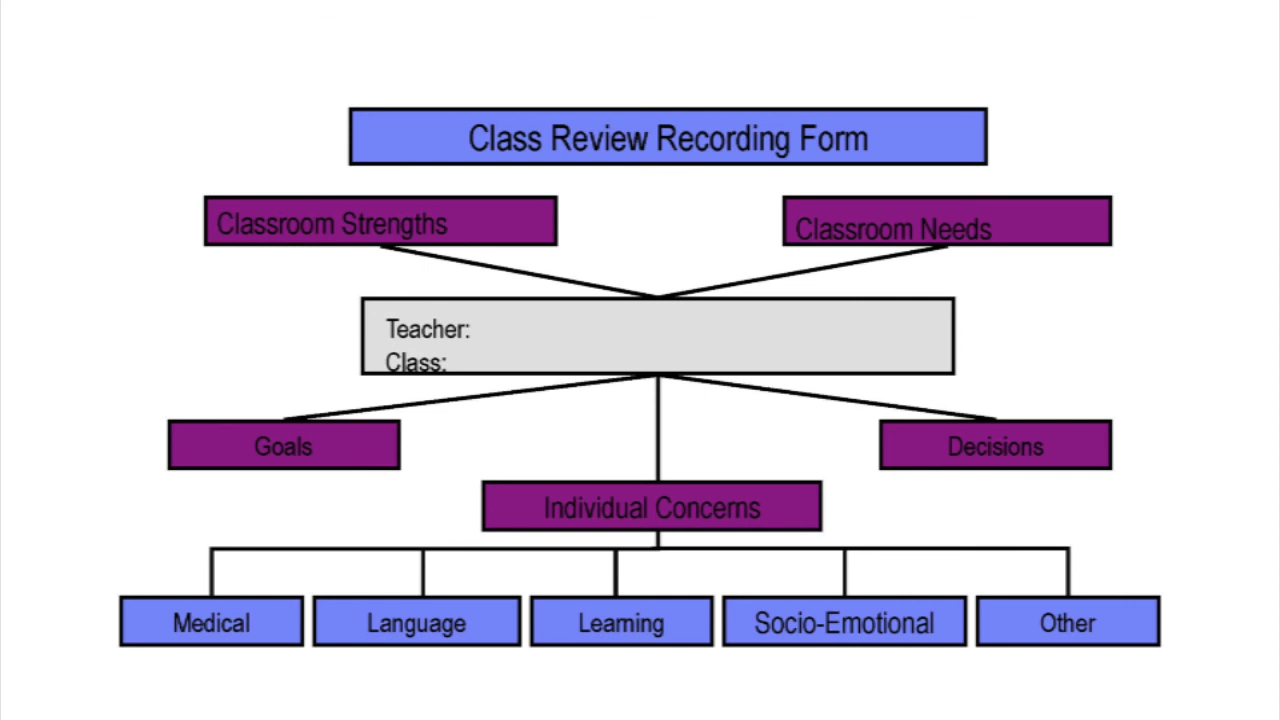 Class Review Recording Form
Classroom Strengths
Classroom Needs
Teacher:
Class:
Goals
Decisions
Individual Concerns
Medical
Language
Learning
Socio-Emotional
Other